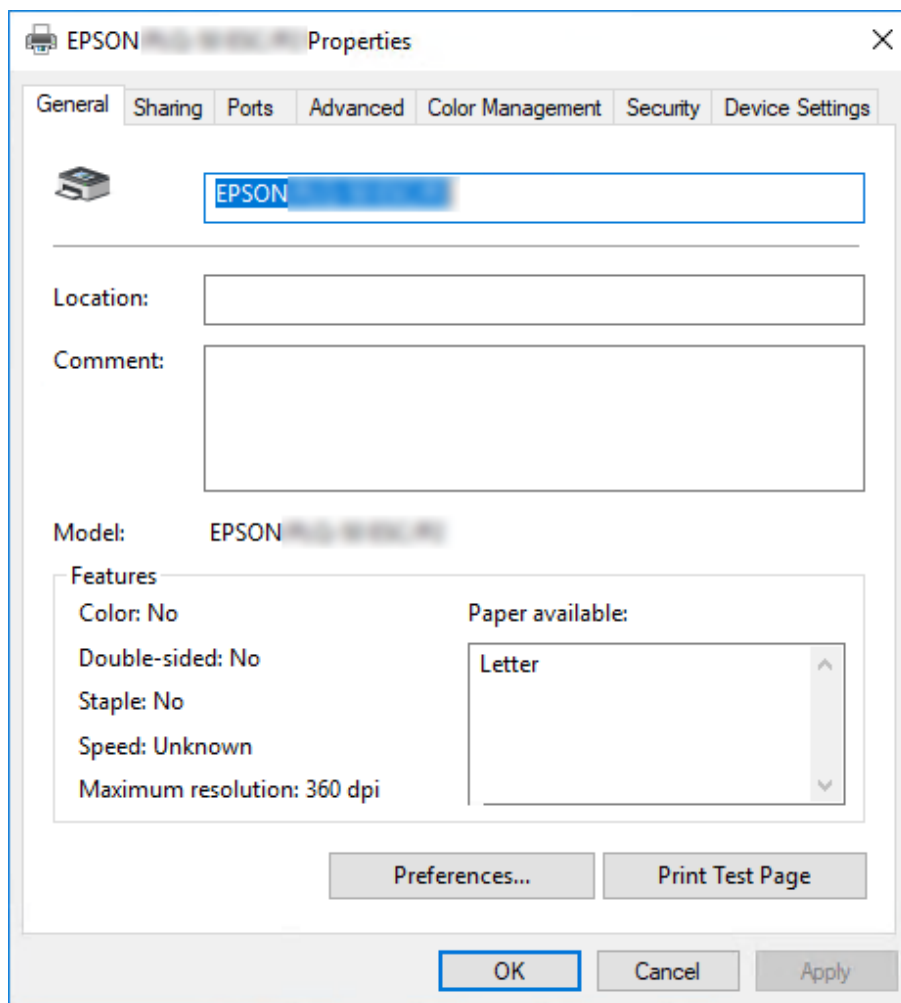 EPSON Properties
General Sharing Ports Advanced Color Management Security Device Settings
EPSON
Location:
Comment:
Model: EPSON
Features
Color: No Paper available:
Double-sided: No Letter
Staple: No
Speed: Unknown
Maximum resolution: 360 dpi
Preferences... Print Test Page
OK Cancel Apply